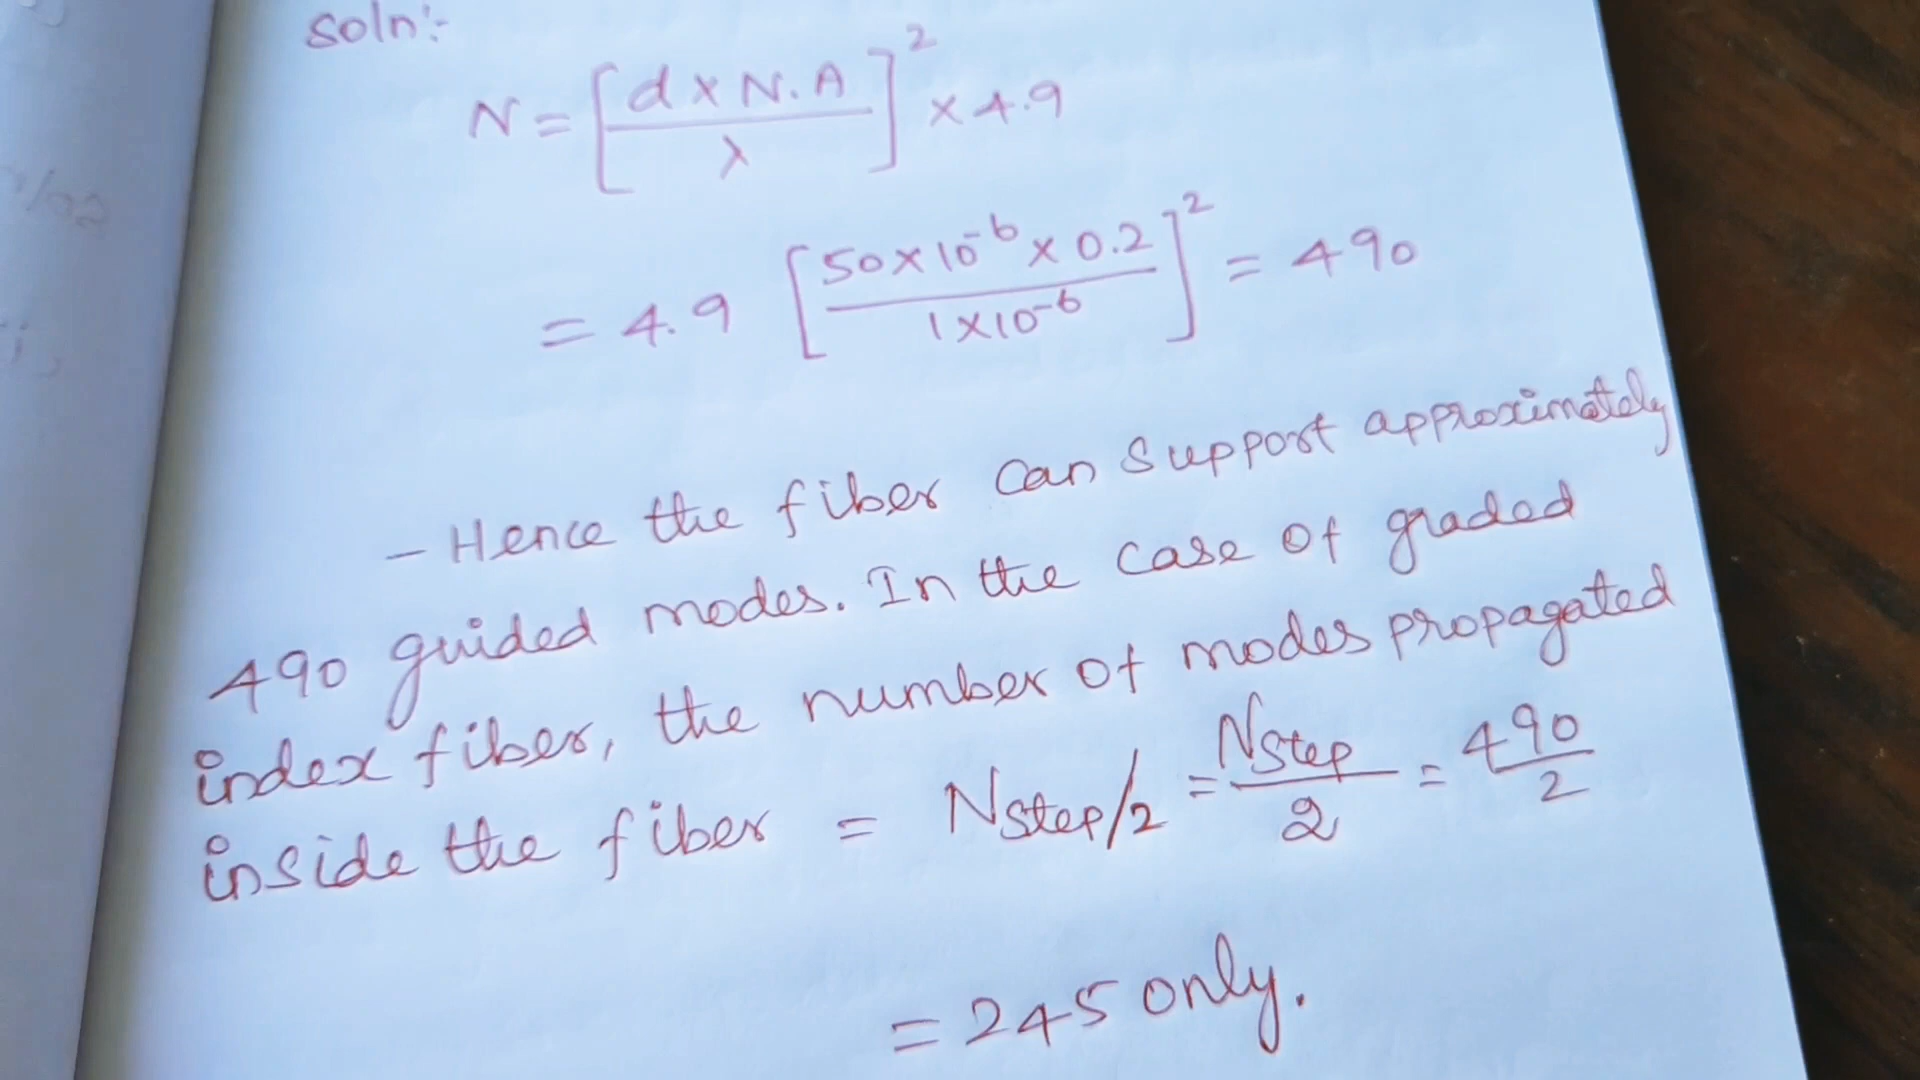 Soln:-
N = [d x N.A / λ]² x 4.9
= 4.9 [50 x 10⁻⁶ x 0.2 / 1 x 10⁻⁶]² = 490
- Hence the fiber can support approximately
490 guided modes. In the case of graded
index fiber, the number of modes propagated
inside the fiber = Nstep/2 = Nstep / 2 = 490 / 2
= 245 only.